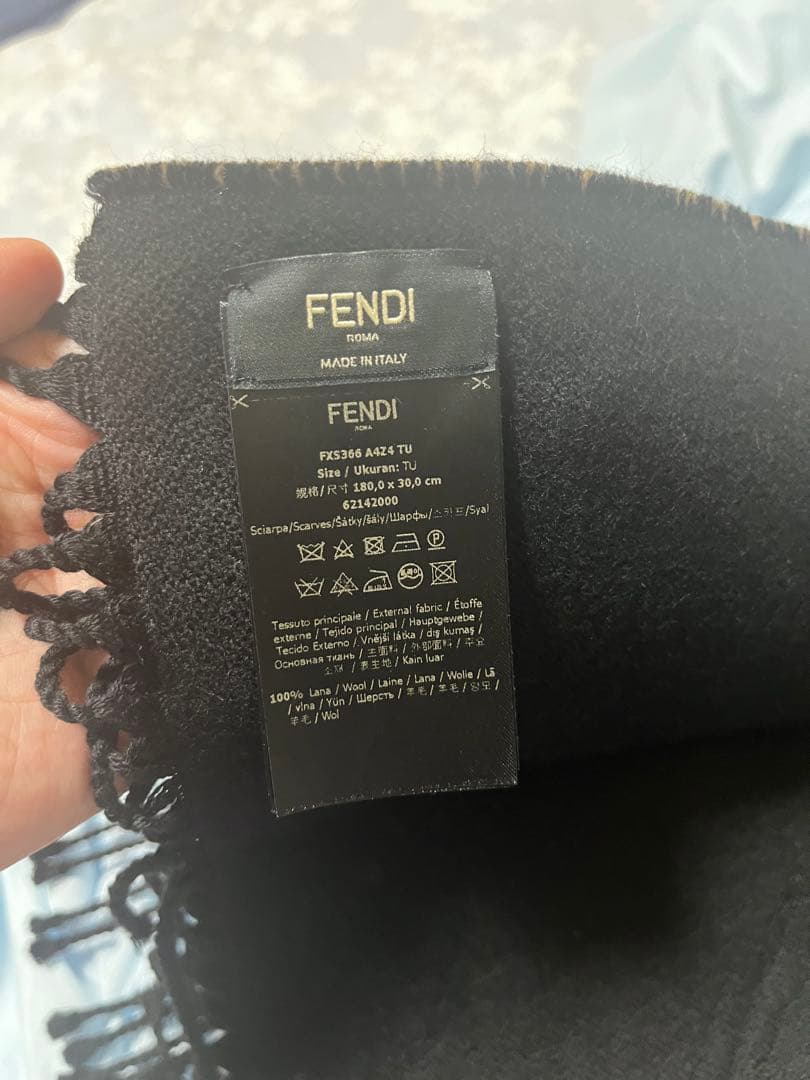 FENDI
ROMA
MADE IN ITALY
FENDI
ROMA
FXS366 A4Z4 TU
Size / Ukuran: TU
规格/尺寸 180,0 x 30,0 cm
62142000
Sciarpa/Scarves/Šátky/šály/Шарфы/스카프/Syal
Tessuto principale / External fabric / Étoffe
externe / Tejido principal / Hauptgewebe /
Tecido Externo / Vnější látka / dış kumaş /
Основная ткань / 主面料 / 外部面料 / 주요
소재 / 表生地 / Kain luar
100% Lana / Wool / Laine / Lana / Wolle / Lã
/ vlna / Yün / Шерсть / 羊毛 / 羊毛 / 양모 /
羊毛 / Wol